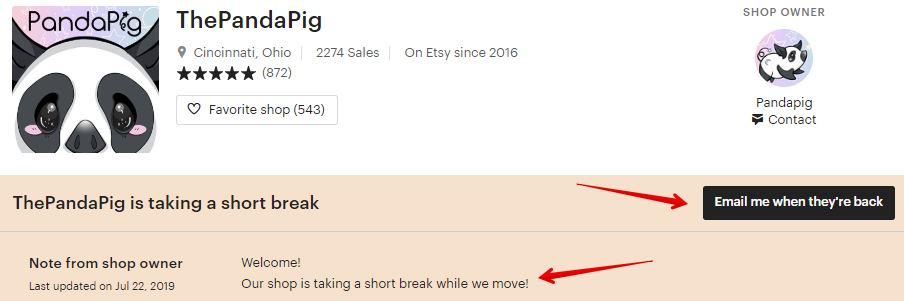 PandaPig
ThePandaPig
Cincinnati, Ohio 2274 Sales On Etsy since 2016
(872)
Favorite shop (543)
SHOP OWNER
Pandapig
Contact
ThePandaPig is taking a short break
Email me when they're back
Note from shop owner
Last updated on Jul 22, 2019
Welcome!
Our shop is taking a short break while we move!